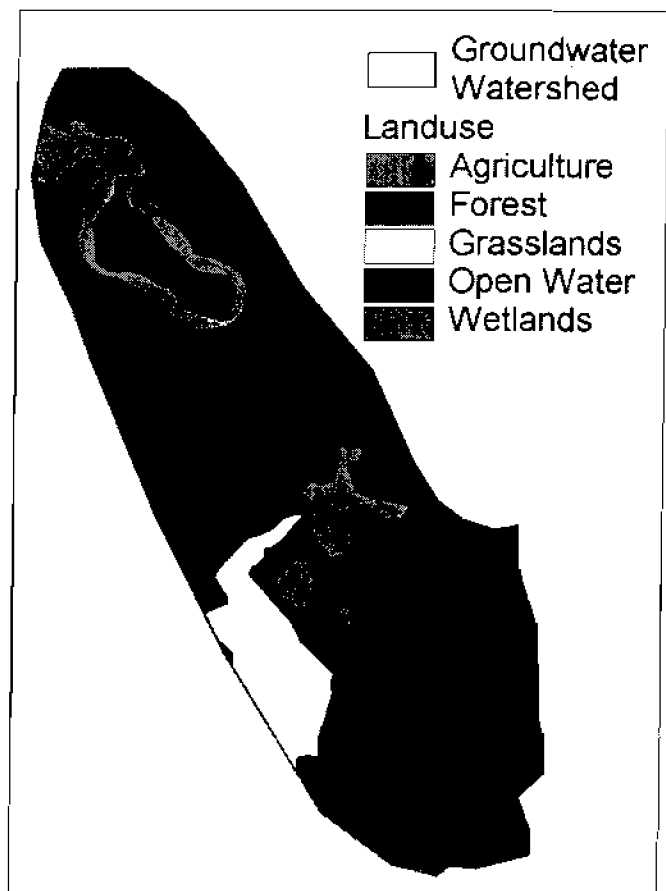 Groundwater
Watershed
Landuse
Agriculture
Forest
Grasslands
Open Water
Wetlands